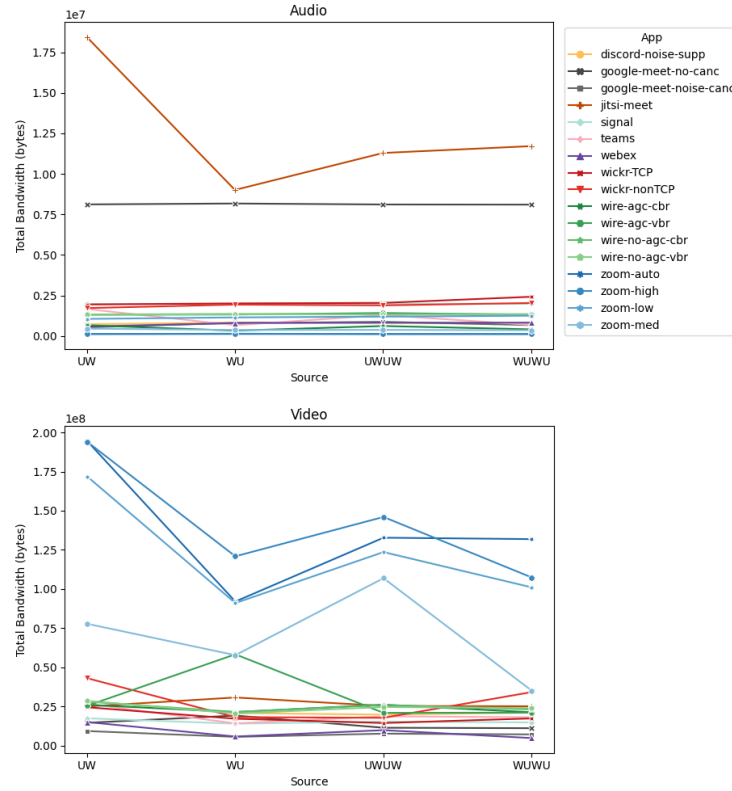 Audio
1e7
1.75
1.50
1.25
1.00
0.75
0.50
0.25
0.00
Total Bandwidth (bytes)
UW
WU
UWUW
WUWU
Source
App
discord-noise-supp
google-meet-no-canc
google-meet-noise-canc
jitsi-meet
signal
teams
webex
wickr-TCP
wickr-nonTCP
wire-agc-cbr
wire-agc-vbr
wire-no-agc-cbr
wire-no-agc-vbr
zoom-auto
zoom-high
zoom-low
zoom-med
Video
1e8
2.00
1.75
1.50
1.25
1.00
0.75
0.50
0.25
0.00
Total Bandwidth (bytes)
UW
WU
UWUW
WUWU
Source